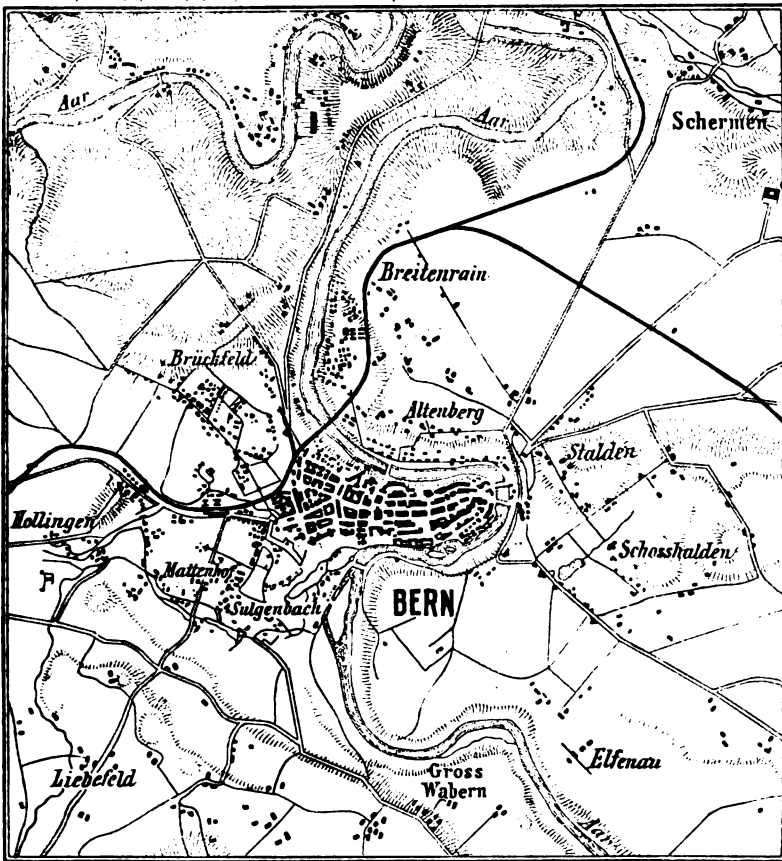 Aar
Aar
Schermen
Breitenrain
Brückfeld
Altenberg
Stalden
Hollingen
Schosshalden
Mattenhof
Sulgenbach
BERN
Elfenau
Liebefeld
Gross
Wabern
Aar